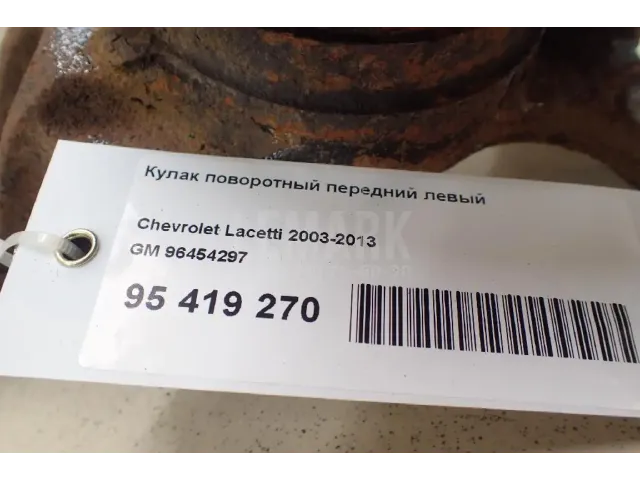 Кулак поворотный передний левый
Chevrolet Lacetti 2003-2013
GM 96454297
95 419 270